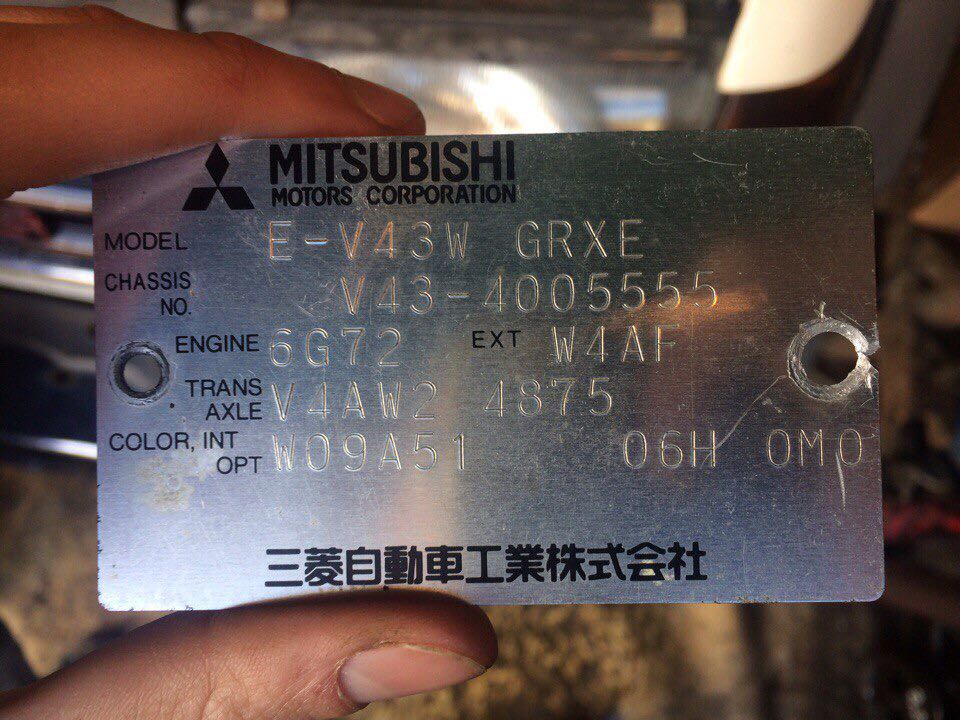 MITSUBISHI
MOTORS CORPORATION
MODEL E-V43W GRXE
CHASSIS NO. V43-4005555
ENGINE 6G72 EXT W4AF
TRANS AXLE V4AW2 4875
COLOR, INT OPT W09A51 06H 0M0
三菱自動車工業株式会社